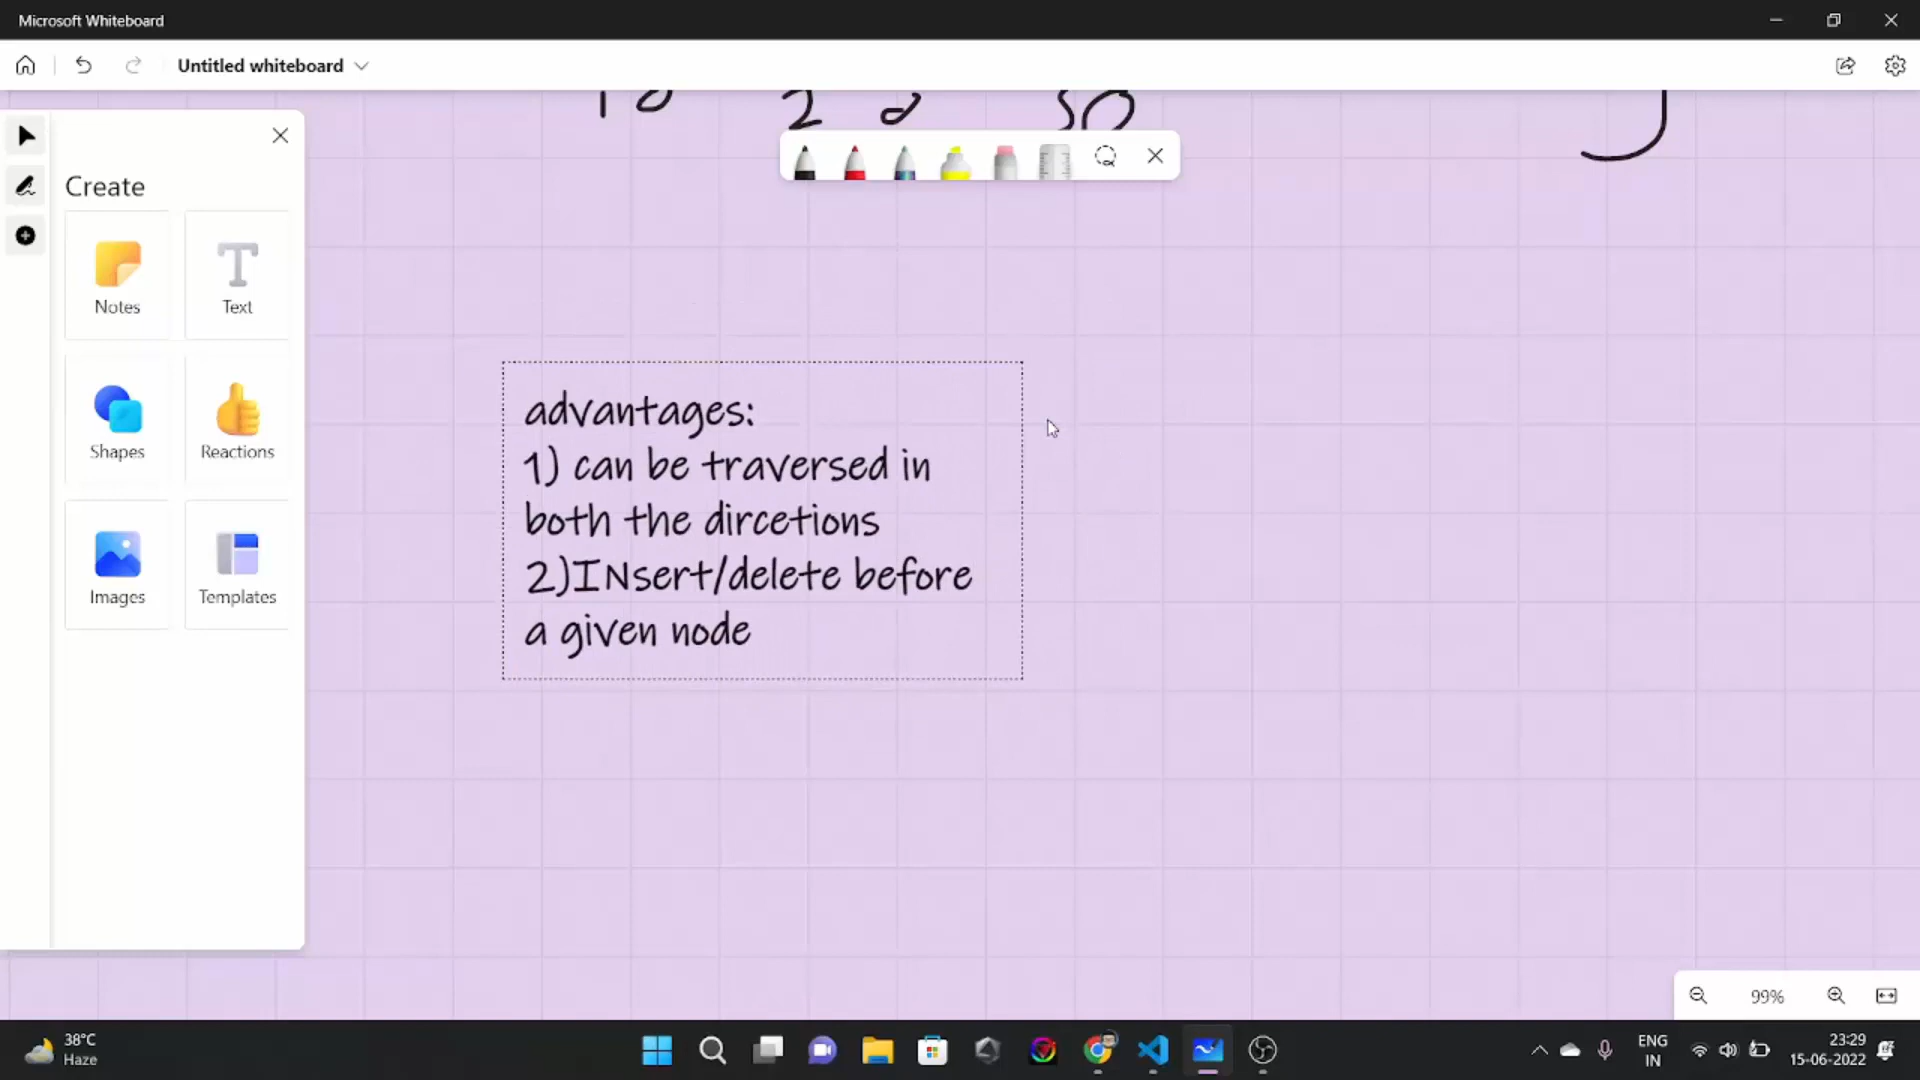 Microsoft Whiteboard
Untitled whiteboard
Create
Notes
Text
Shapes
Reactions
Images
Templates
advantages:
1) can be traversed in
both the dircetions
2)INsert/delete before
a given node
99%
38°C
Haze
ENG
IN
23:29
15-06-2022